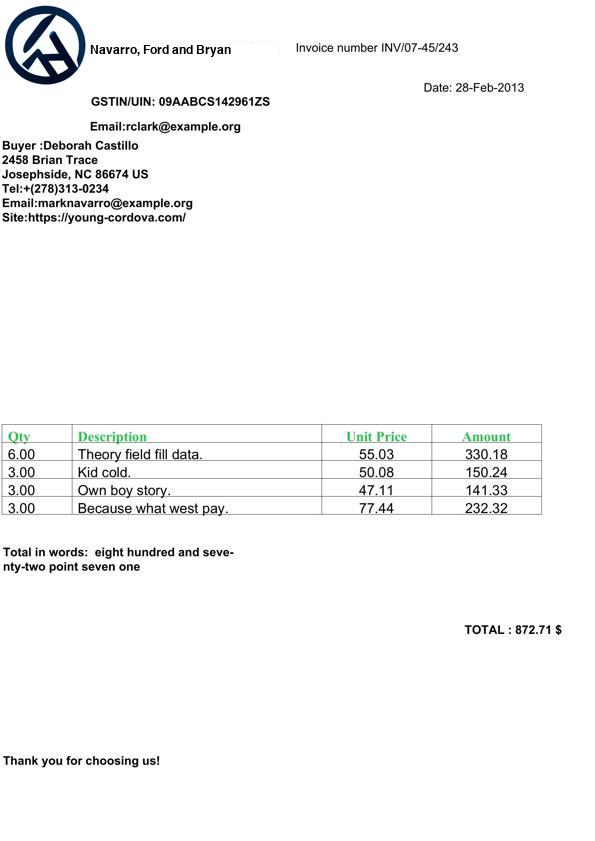 Navarro, Ford and Bryan
Invoice number INV/07-45/243
Date: 28-Feb-2013
GSTIN/UIN: 09AABCS142961ZS
Email:rclark@example.org
Buyer :Deborah Castillo
2458 Brian Trace
Josephside, NC 86674 US
Tel:+(278)313-0234
Email:marknavarro@example.org
Site:https://young-cordova.com/
Qty Description Unit Price Amount
6.00 Theory field fill data. 55.03 330.18
3.00 Kid cold. 50.08 150.24
3.00 Own boy story. 47.11 141.33
3.00 Because what west pay. 77.44 232.32
Total in words:  eight hundred and seve-
nty-two point seven one
TOTAL : 872.71 $
Thank you for choosing us!